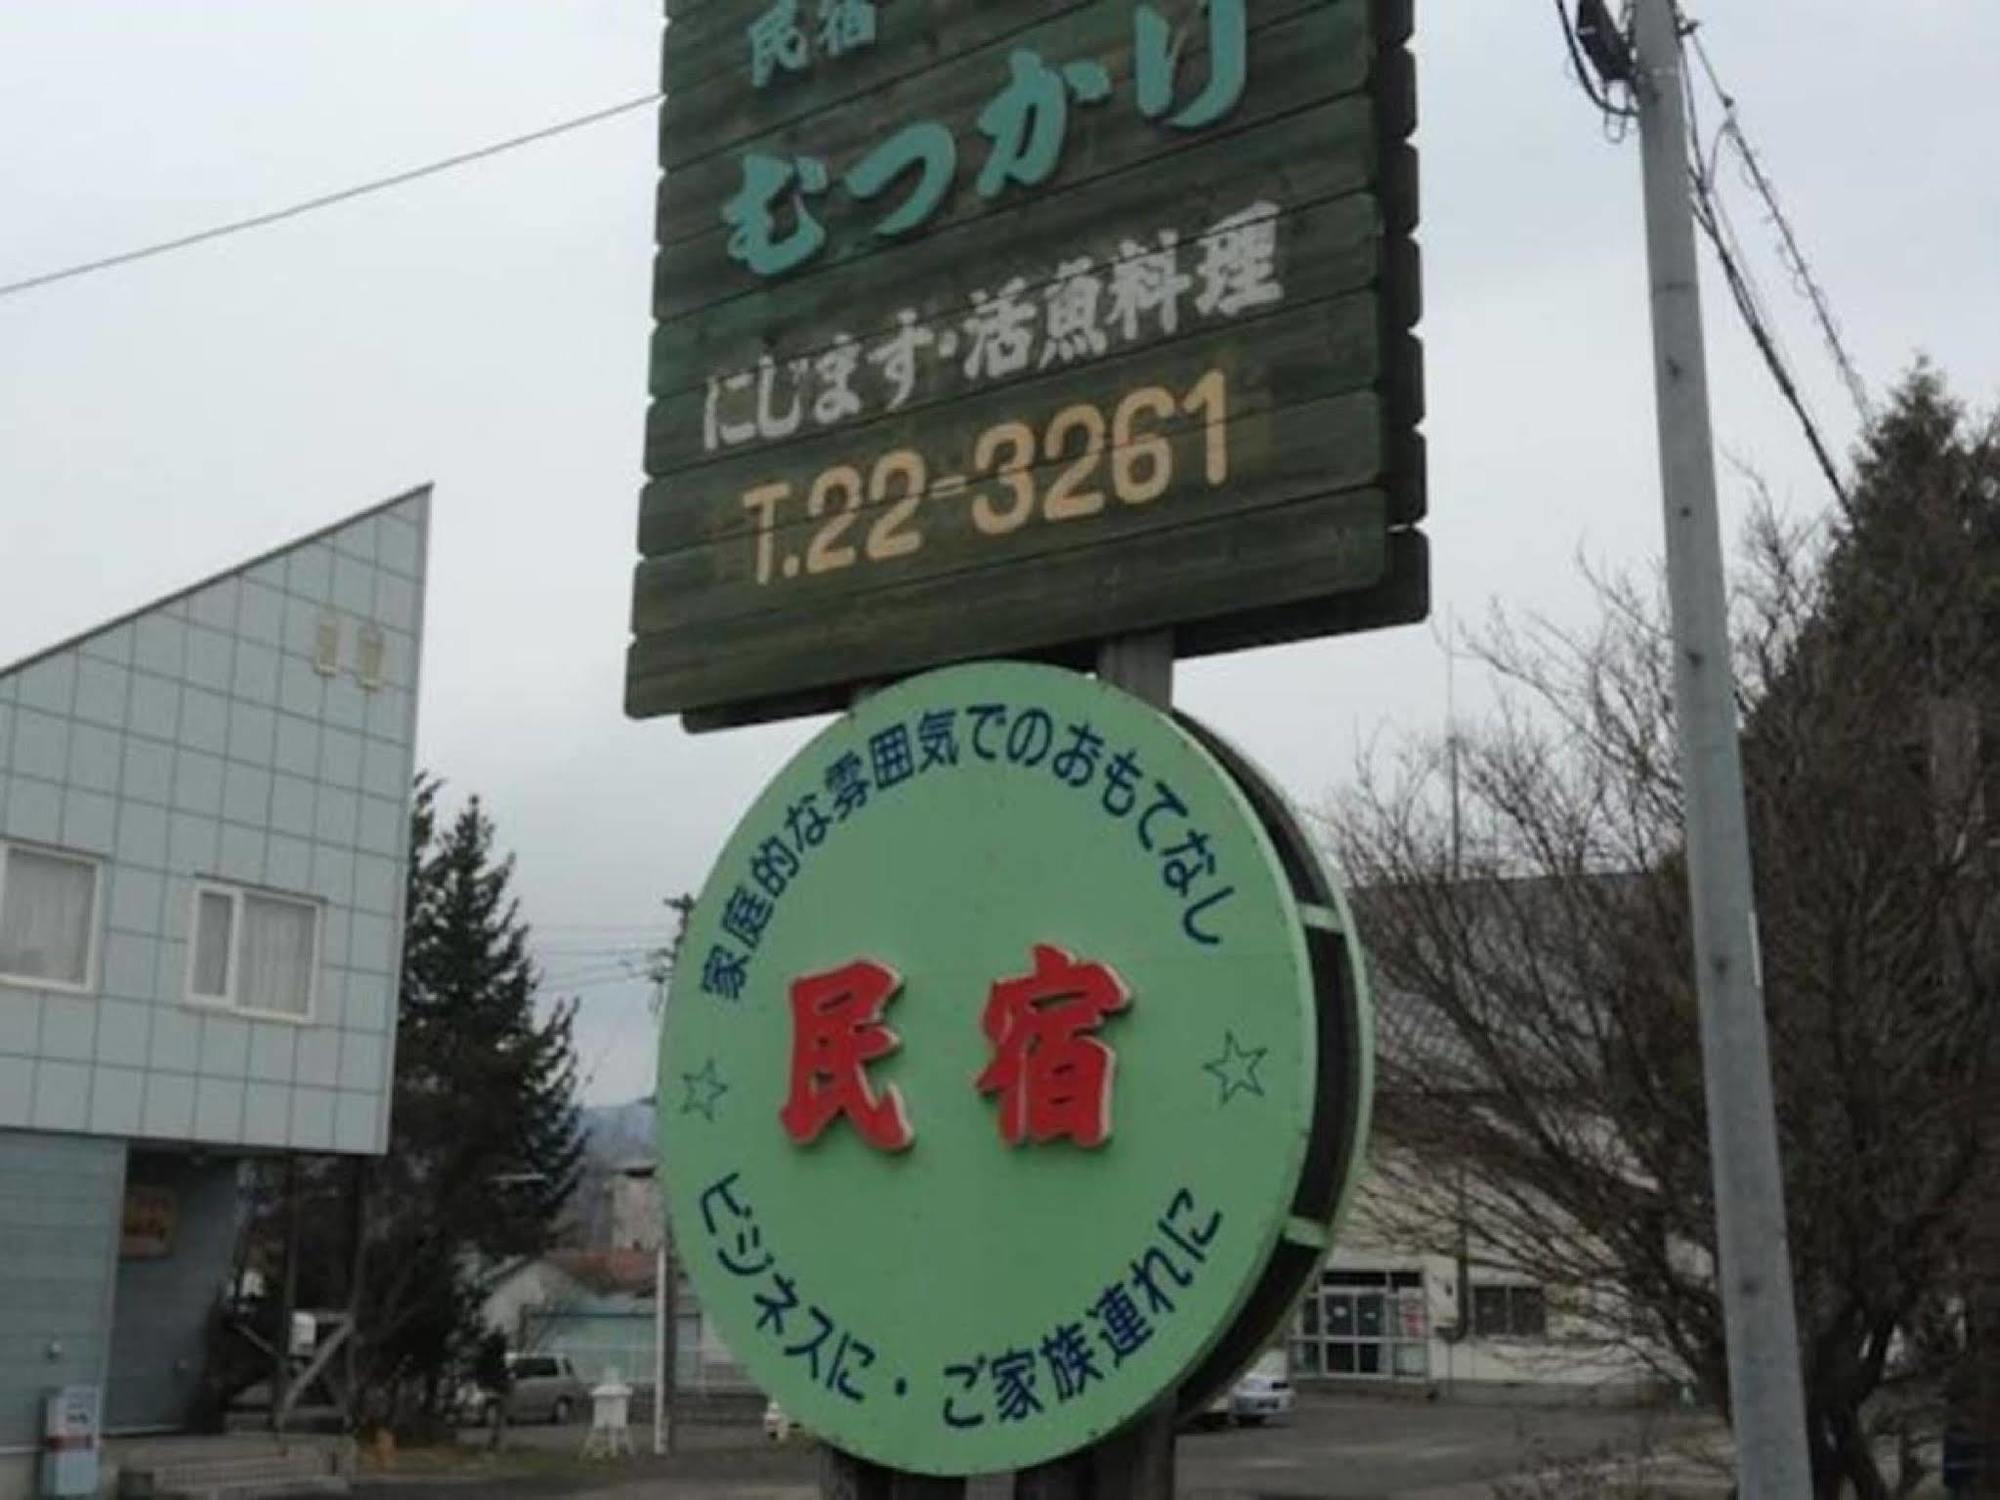 民宿
むつかり
にじます・活魚料理
T.22-3261
家庭的な雰囲気でのおもてなし
☆民宿☆
ビジネスに・ご家族連れに